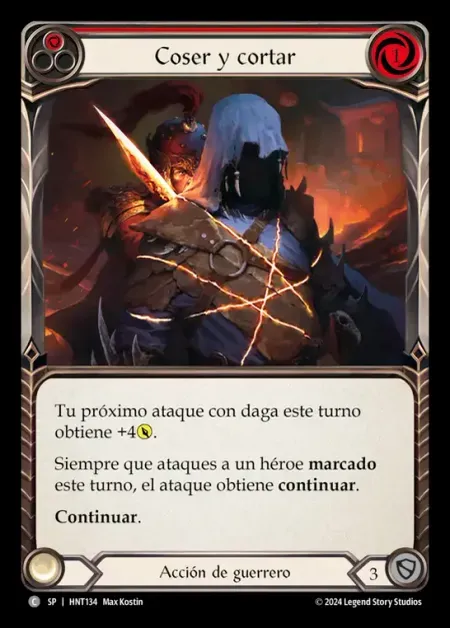 1
Coser y cortar
Tu próximo ataque con daga este turno
obtiene +4.
Siempre que ataques a un héroe marcado
este turno, el ataque obtiene continuar.
Continuar.
Acción de guerrero
3
C SP | HNT134 Max Kostin
© 2024 Legend Story Studios